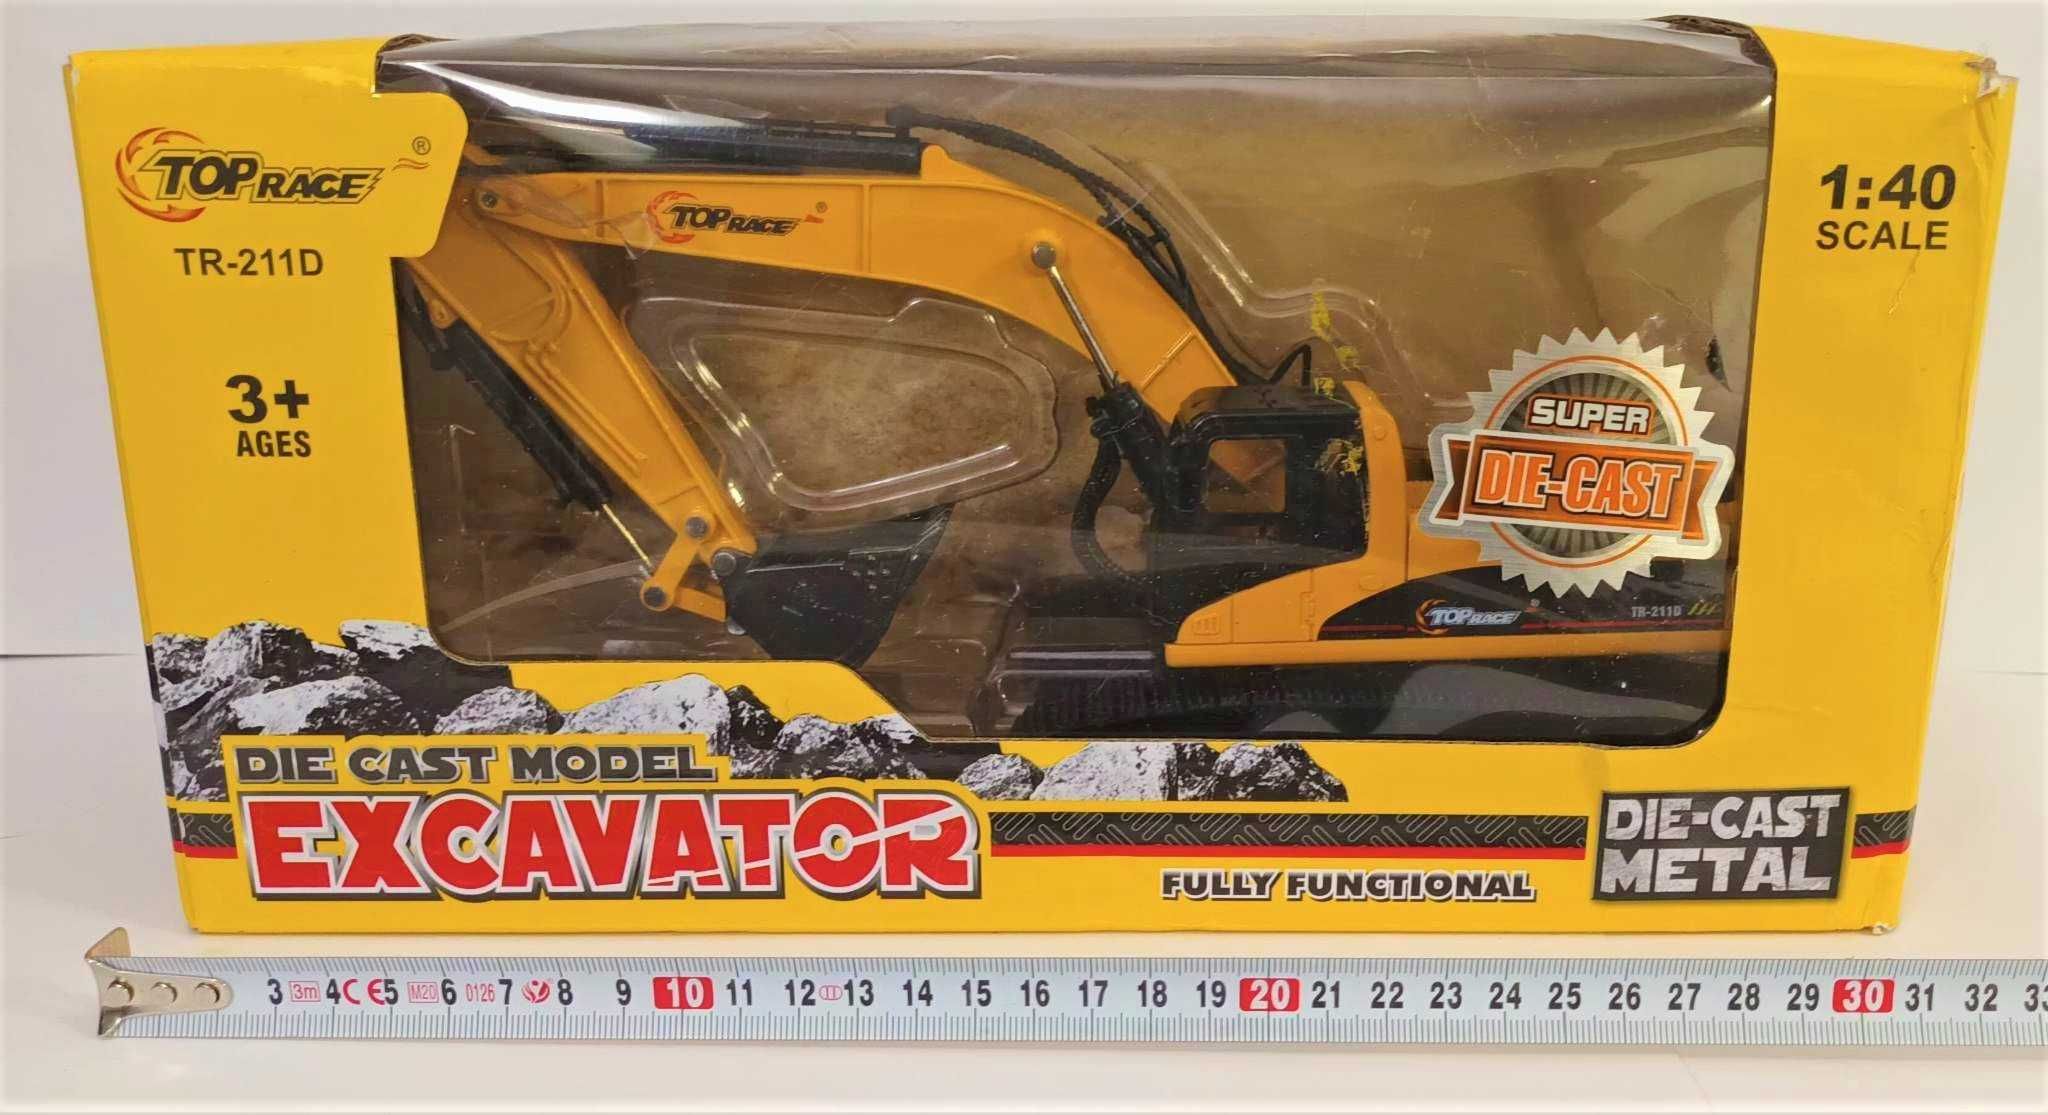 TOP RACE ®
TR-211D
3+
AGES
TOP RACE ®
1:40
SCALE
SUPER
DIE-CAST
TOP RACE ®
TR-211D
DIE CAST MODEL
EXCAVATOR
FULLY FUNCTIONAL
DIE-CAST
METAL
3 3m 4 CE 5 M20 6 0126 7 8 9 10 11 12 13 14 15 16 17 18 19 20 21 22 23 24 25 26 27 28 29 30 31 32 33